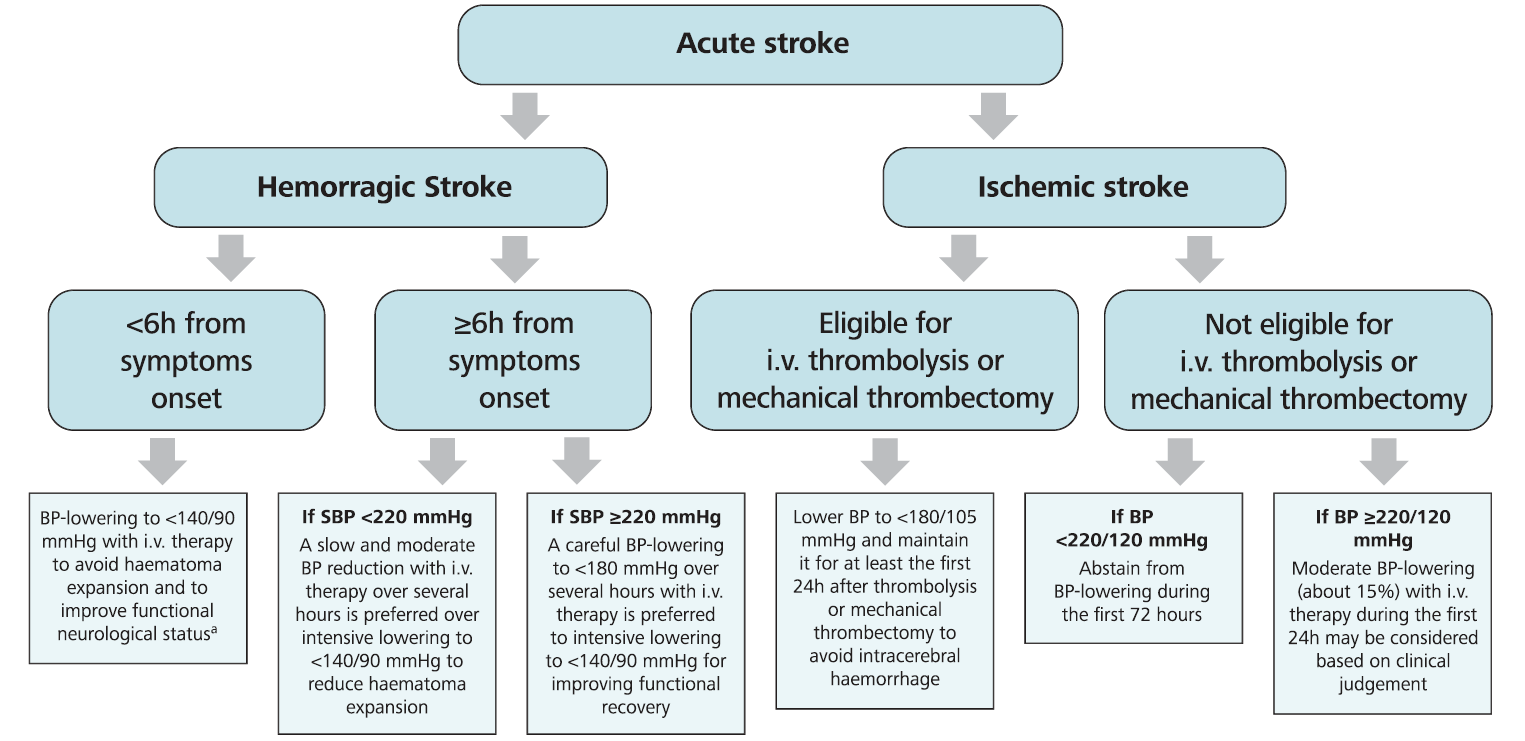 Acute stroke
Hemorragic Stroke
Ischemic stroke
<6h from
symptoms
onset
≥6h from
symptoms
onset
Eligible for
i.v. thrombolysis or
mechanical thrombectomy
Not eligible for
i.v. thrombolysis or
mechanical thrombectomy
BP-lowering to <140/90
mmHg with i.v. therapy
to avoid haematoma
expansion and to
improve functional
neurological statusᵃ
If SBP <220 mmHg
A slow and moderate
BP reduction with i.v.
therapy over several
hours is preferred over
intensive lowering to
<140/90 mmHg to
reduce haematoma
expansion
If SBP ≥220 mmHg
A careful BP-lowering
to <180 mmHg over
several hours with i.v.
therapy is preferred
to intensive lowering
to <140/90 mmHg for
improving functional
recovery
Lower BP to <180/105
mmHg and maintain
it for at least the first
24h after thrombolysis
or mechanical
thrombectomy to
avoid intracerebral
haemorrhage
If BP
<220/120 mmHg
Abstain from
BP-lowering during
the first 72 hours
If BP ≥220/120
mmHg
Moderate BP-lowering
(about 15%) with i.v.
therapy during the first
24h may be considered
based on clinical
judgement